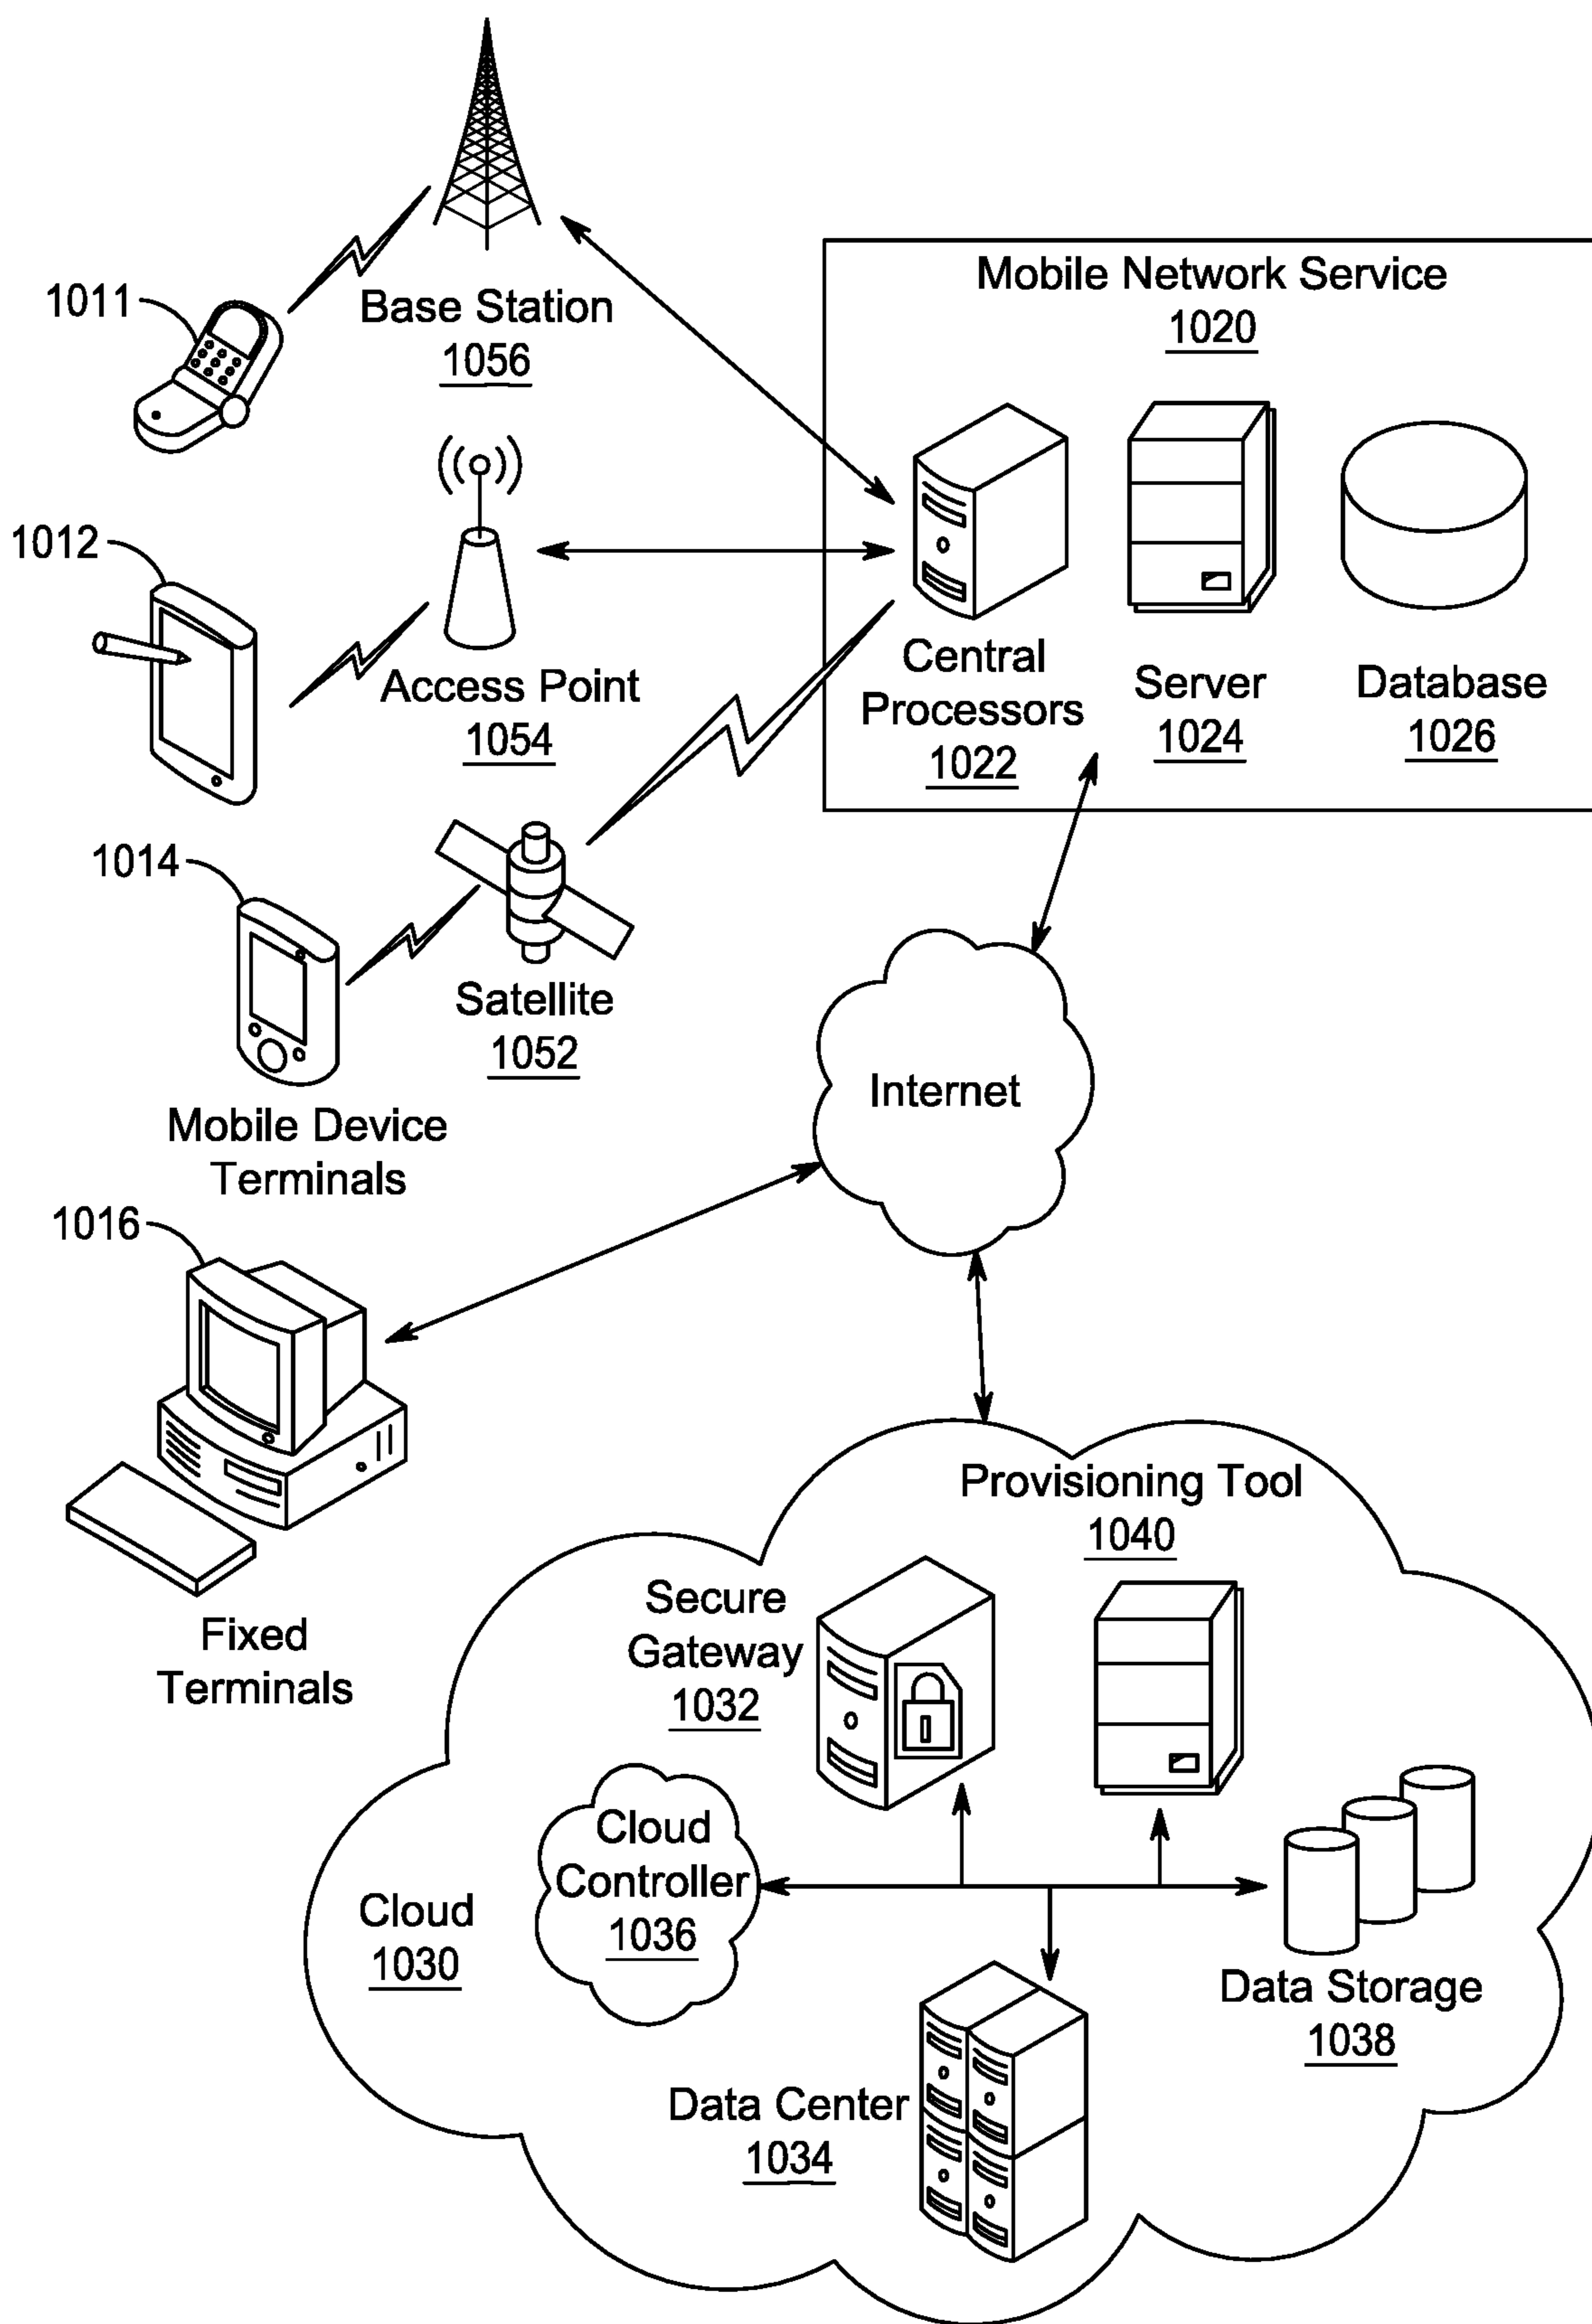 1011
Base Station
1056
Mobile Network Service
1020
1012
Access Point
1054
Central
Processors
1022
Server
1024
Database
1026
1014
Satellite
1052
Mobile Device
Terminals
Internet
1016
Fixed
Terminals
Provisioning Tool
1040
Secure
Gateway
1032
Cloud
Controller
1036
Cloud
1030
Data Storage
1038
Data Center
1034